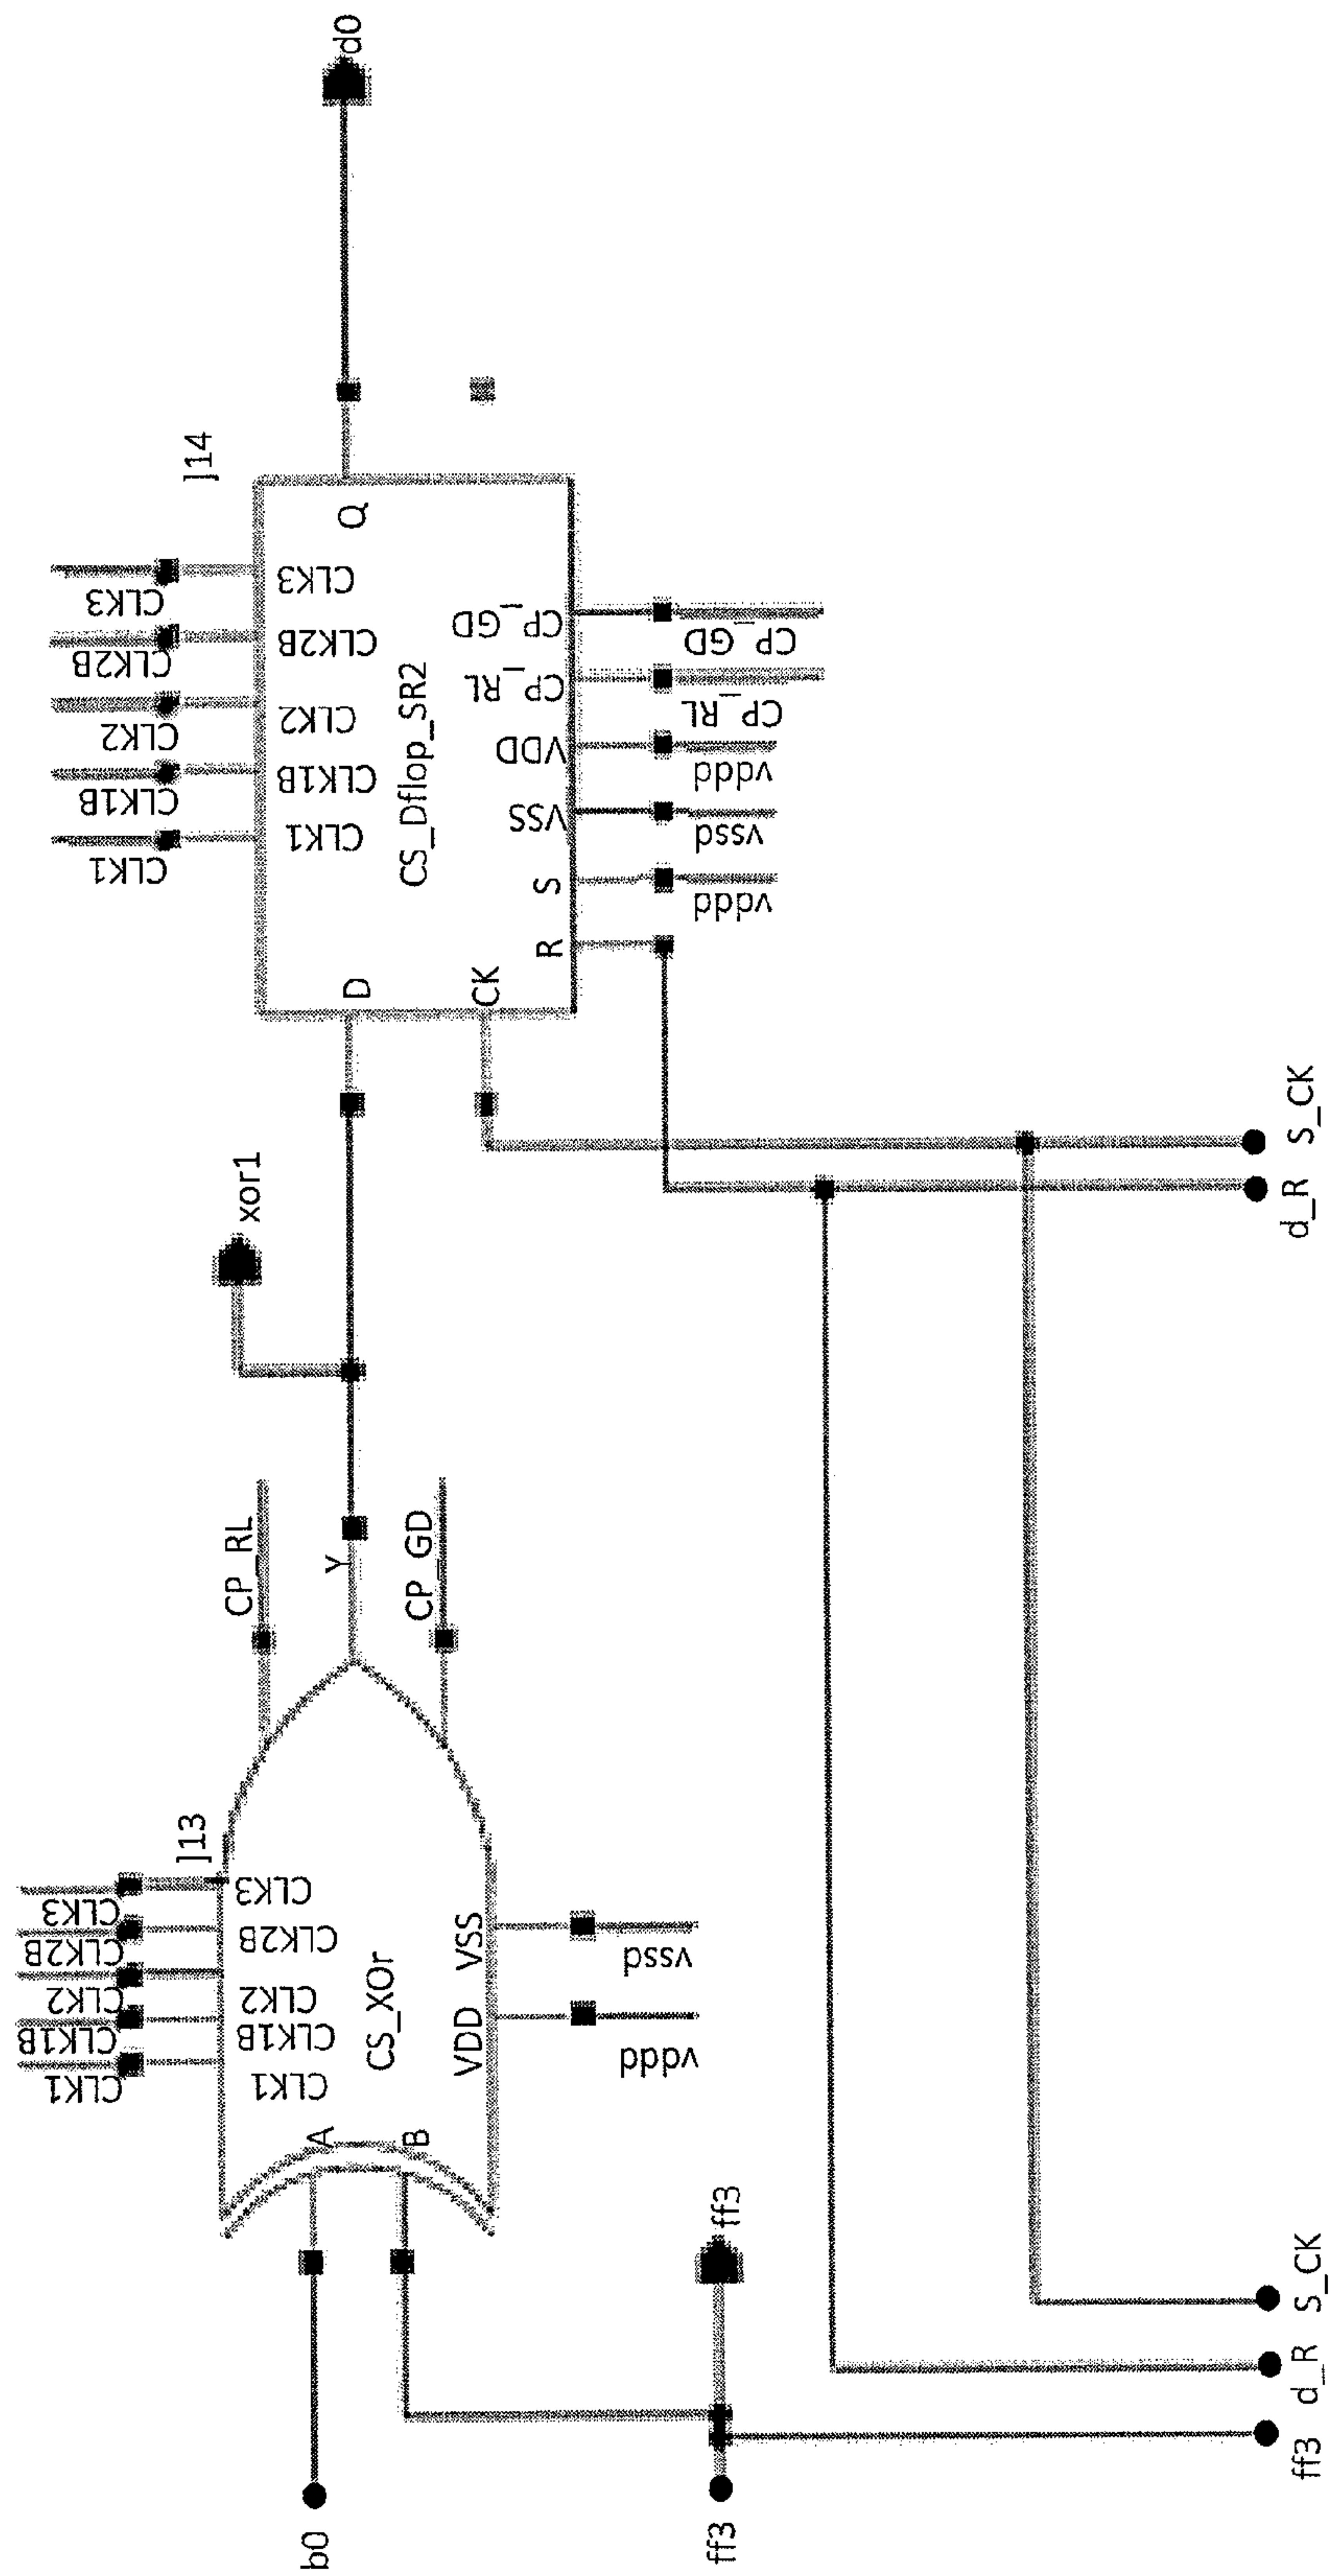 d0
]14
CLK3
CLK2B
CLK2
CLK1B
CLK1
Q
CLK3
CLK2B
CLK2
CLK1B
CLK1
CS_Dflop_SR2
CP_GD
CP_RL
VDD
VSS
S
R
D
CK
CP_GD
CP_RL
vddd
vssd
vddd
xor1
S_CK
d_R
CP_RL
Y
CP_GD
]13
CLK3
CLK2B
CLK2
CLK1B
CLK1
CLK3
CLK2B
CLK2
CLK1B
CLK1
CS_XOr
VSS
VDD
vssd
vddd
A
B
ff3
b0
ff3
S_CK
d_R
ff3